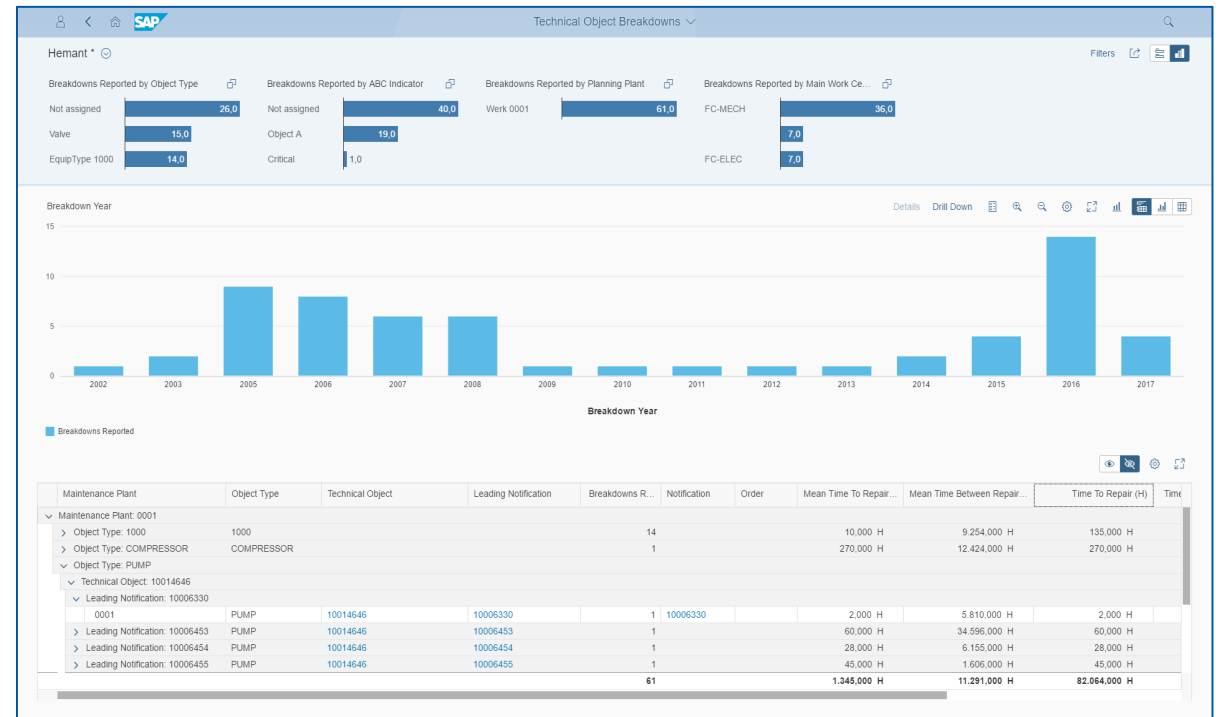 SAP
Technical Object Breakdowns
Hemant *
Filters
Breakdowns Reported by Object Type
Not assigned 26,0
Valve 15,0
EquipType 1000 14,0
Breakdowns Reported by ABC Indicator
Not assigned 40,0
Object A 19,0
Critical 1,0
Breakdowns Reported by Planning Plant
Werk 0001 61,0
Breakdowns Reported by Main Work Ce...
FC-MECH 36,0
7,0
FC-ELEC 7,0
Breakdown Year
Details Drill Down
15
10
5
0
2002 2003 2005 2006 2007 2008 2009 2010 2011 2012 2013 2014 2015 2016 2017
Breakdown Year
Breakdowns Reported
Maintenance Plant Object Type Technical Object Leading Notification Breakdowns R... Notification Order Mean Time To Repair... Mean Time Between Repair... Time To Repair (H) Time
Maintenance Plant: 0001
Object Type: 1000 1000 14 10,000 H 9.254,000 H 135,000 H
Object Type: COMPRESSOR COMPRESSOR 1 270,000 H 12.424,000 H 270,000 H
Object Type: PUMP
Technical Object: 10014646
Leading Notification: 10006330
0001 PUMP 10014646 10006330 1 10006330 2,000 H 5.810,000 H 2,000 H
Leading Notification: 10006453 PUMP 10014646 10006453 1 60,000 H 34.596,000 H 60,000 H
Leading Notification: 10006454 PUMP 10014646 10006454 1 28,000 H 6.155,000 H 28,000 H
Leading Notification: 10006455 PUMP 10014646 10006455 1 45,000 H 1.606,000 H 45,000 H
61 1.345,000 H 11.291,000 H 82.064,000 H